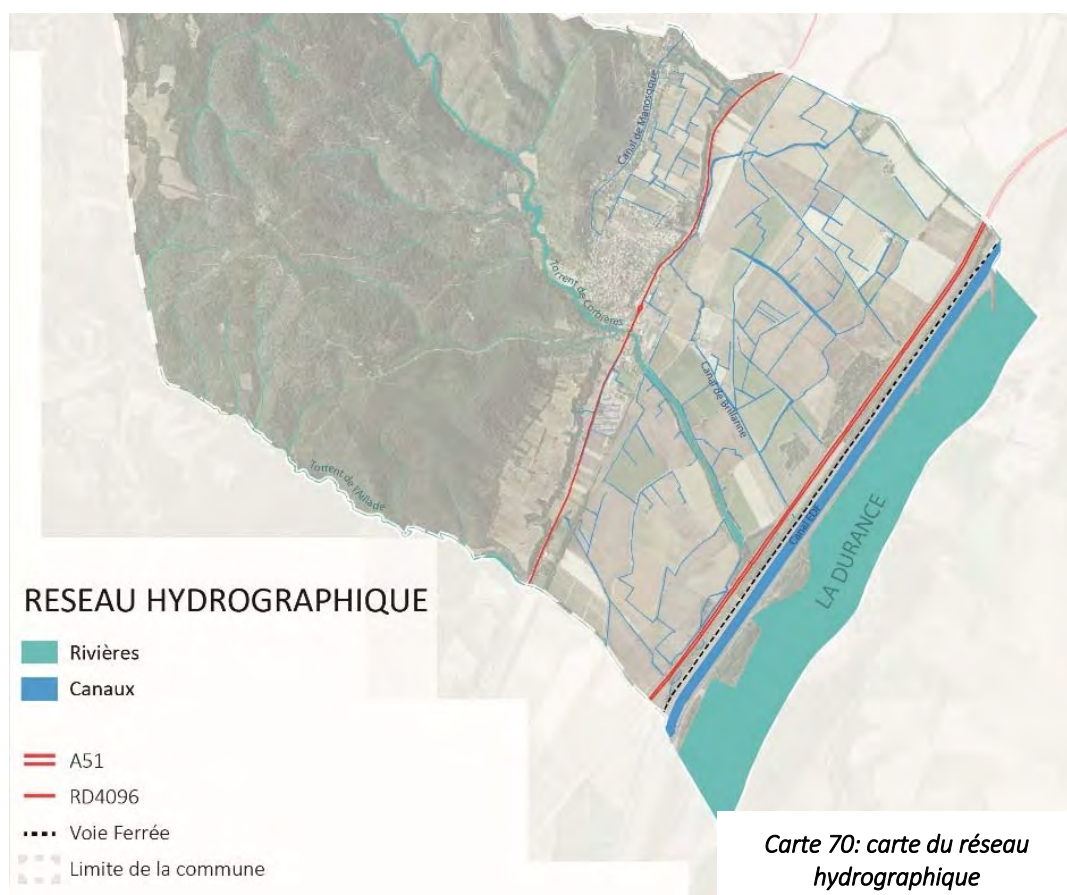 Canal de Manosque
Torrent de Corbières
Canal de Brillanne
Torrent de l'Aillade
Canal EDF
LA DURANCE
RESEAU HYDROGRAPHIQUE
Rivières
Canaux
A51
RD4096
Voie Ferrée
Limite de la commune
Carte 70: carte du réseau
hydrographique